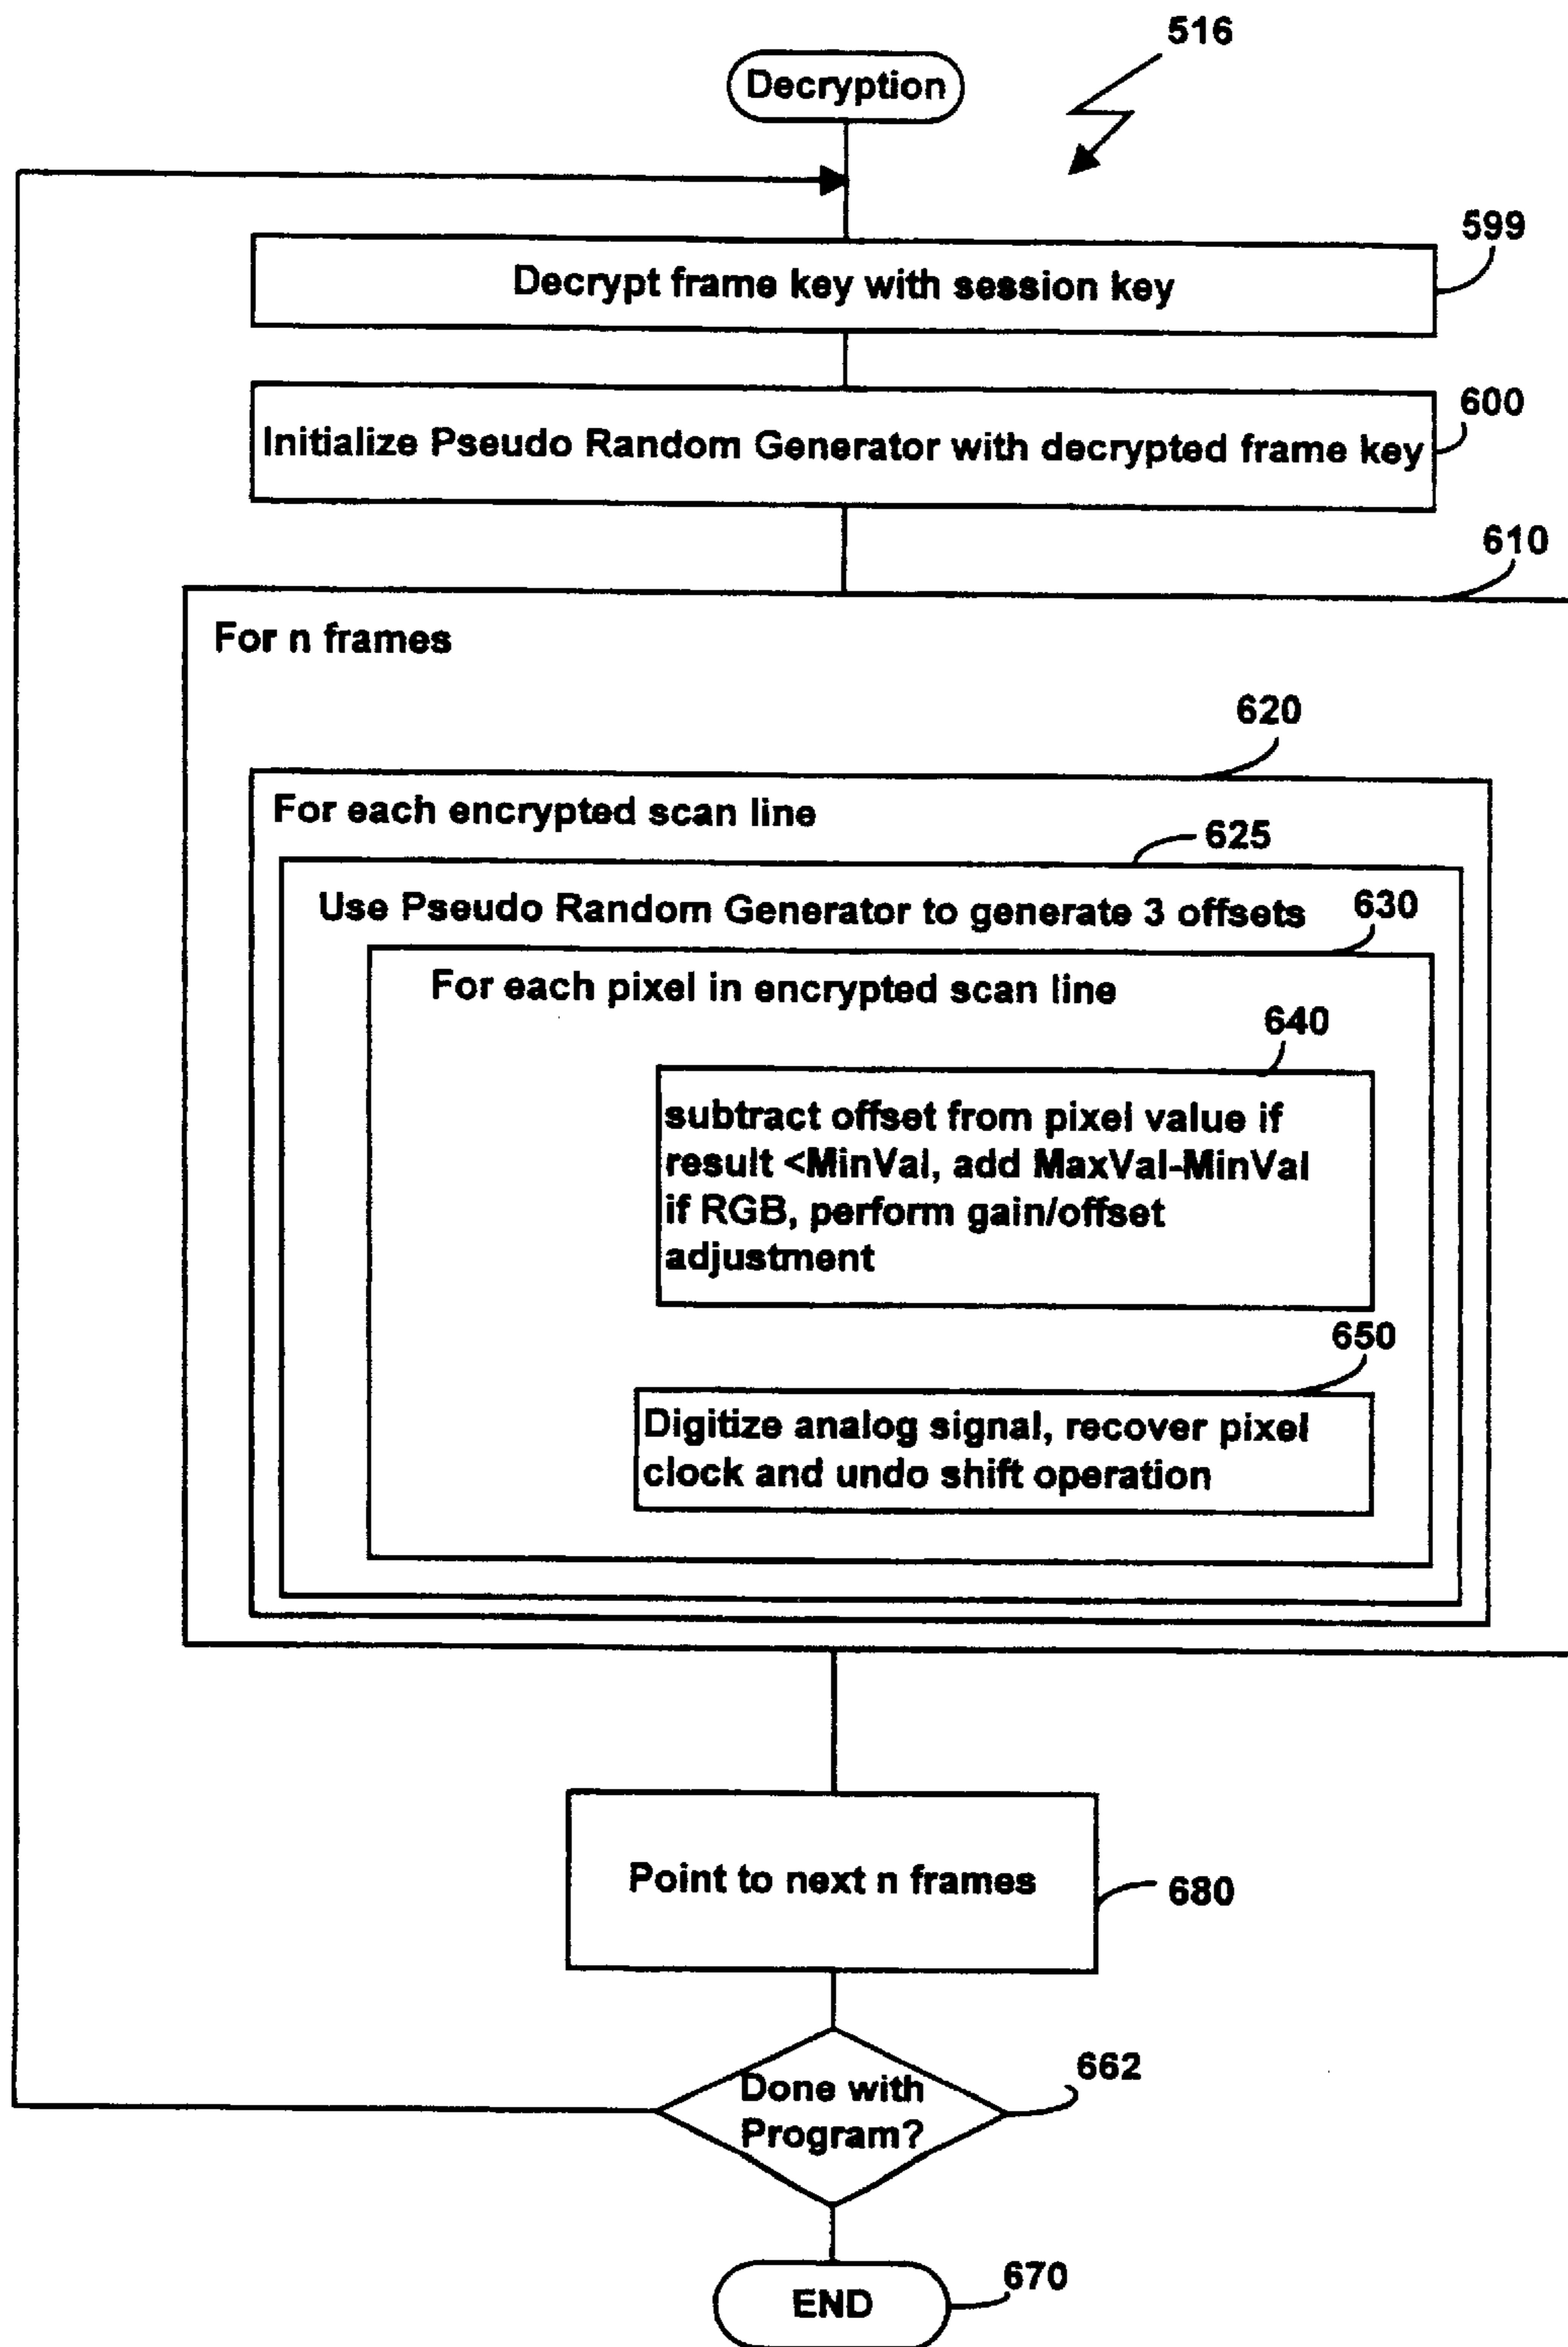 516
Decryption
599
Decrypt frame key with session key
600
Initialize Pseudo Random Generator with decrypted frame key
610
For n frames
620
For each encrypted scan line
625
Use Pseudo Random Generator to generate 3 offsets
630
For each pixel in encrypted scan line
640
subtract offset from pixel value if
result <MinVal, add MaxVal-MinVal
if RGB, perform gain/offset
adjustment
650
Digitize analog signal, recover pixel
clock and undo shift operation
Point to next n frames
680
662
Done with
Program?
670
END